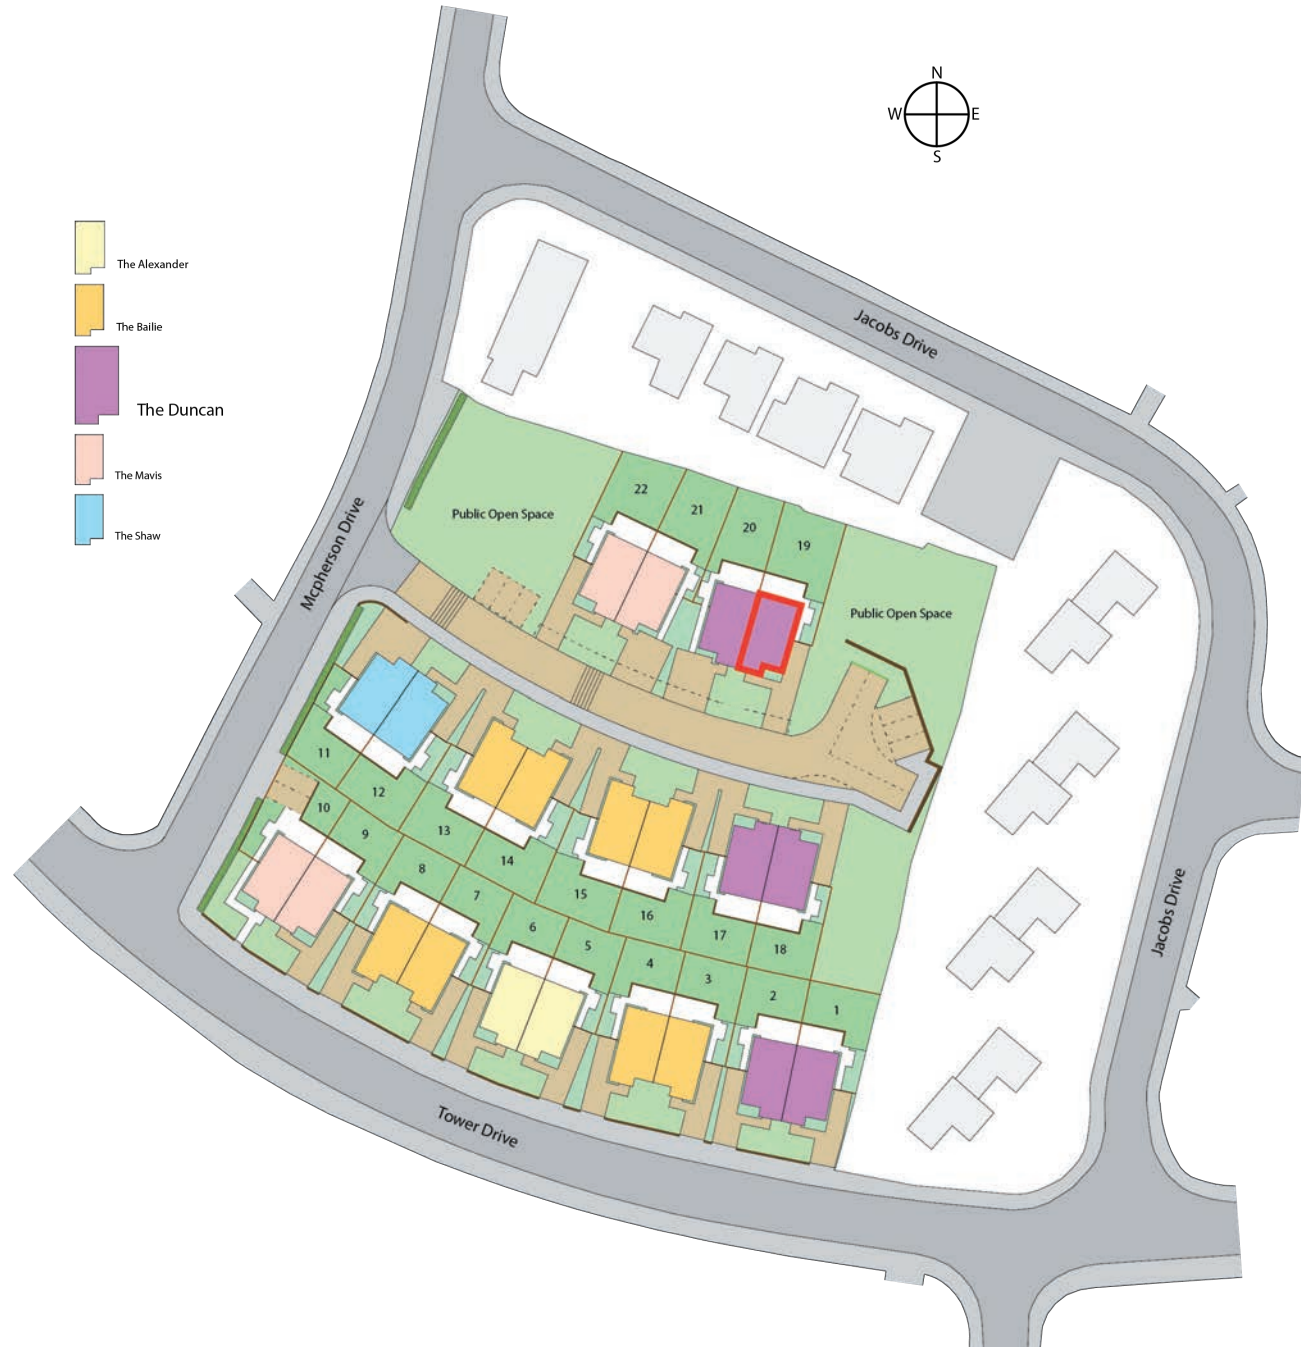 N
W E
S
The Alexander
The Bailie
The Duncan
The Mavis
The Shaw
Jacobs Drive
Mcpherson Drive
Public Open Space
22
21
20
19
Public Open Space
11
12
13
14
15
16
17
18
10
9
8
7
6
5
4
3
2
1
Jacobs Drive
Tower Drive